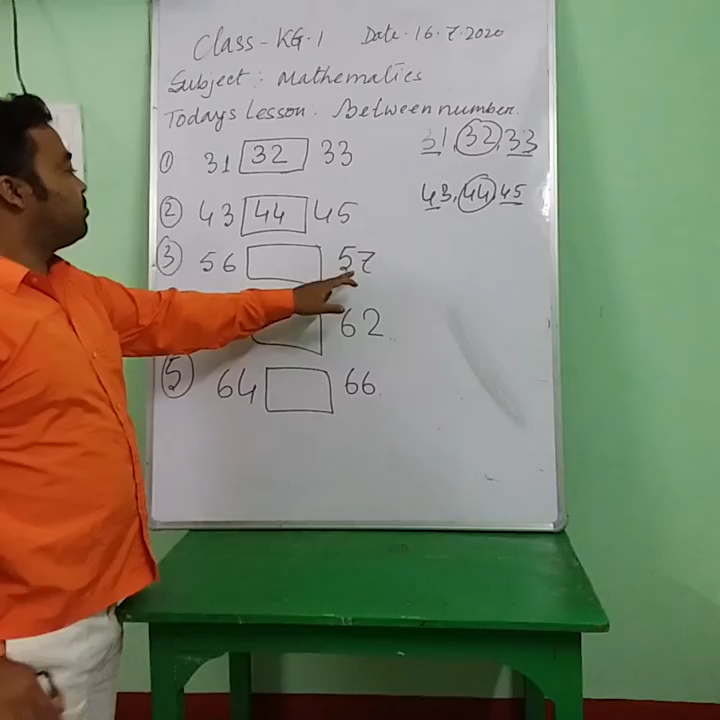 Class - KG. 1 Date. 16. 7. 2020
Subject : Mathematics
Todays Lesson : Between number.
① 31 32 33
② 43 44 45
③ 56 57
62
⑤ 64 66
31, 32, 33
43, 44, 45